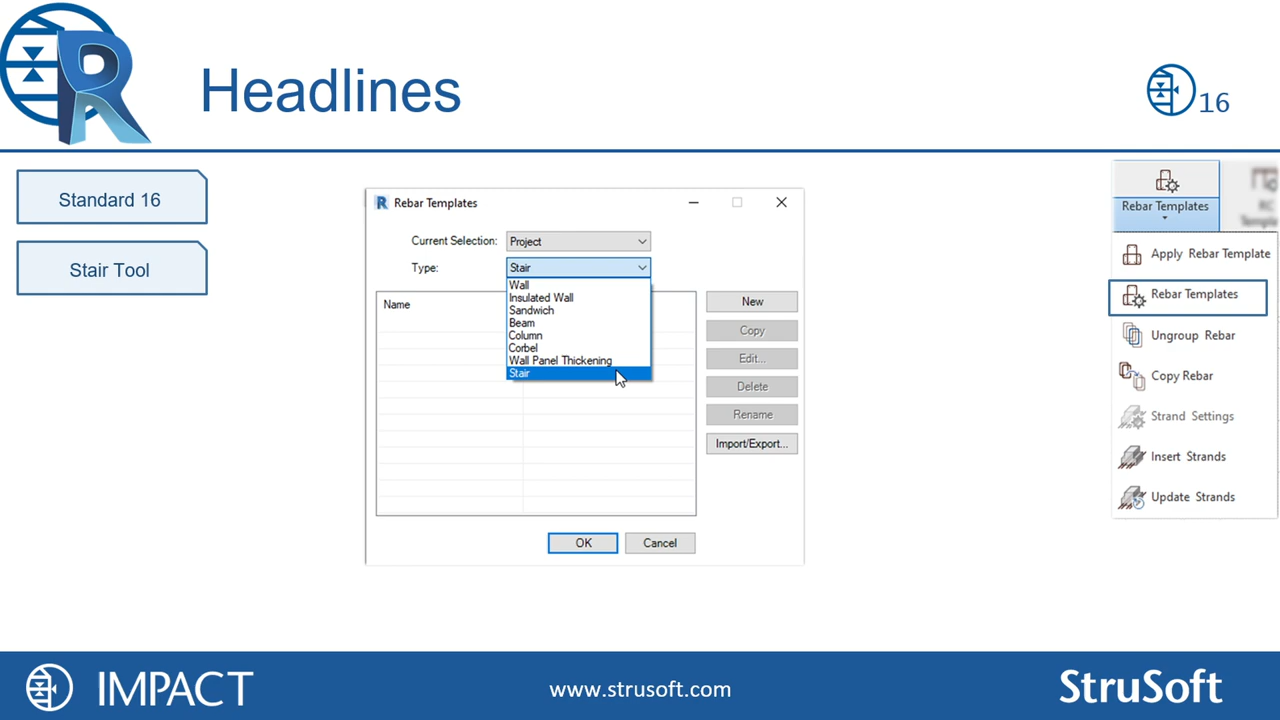 Headlines
16
Standard 16
Stair Tool
Rebar Templates
Current Selection: Project
Type: Stair
Wall
Insulated Wall
Sandwich
Beam
Column
Corbel
Wall Panel Thickening
Stair
Name
New
Copy
Edit...
Delete
Rename
Import/Export...
OK
Cancel
Rebar Templates
Apply Rebar Template
Rebar Templates
Ungroup Rebar
Copy Rebar
Strand Settings
Insert Strands
Update Strands
IMPACT
www.strusoft.com
StruSoft